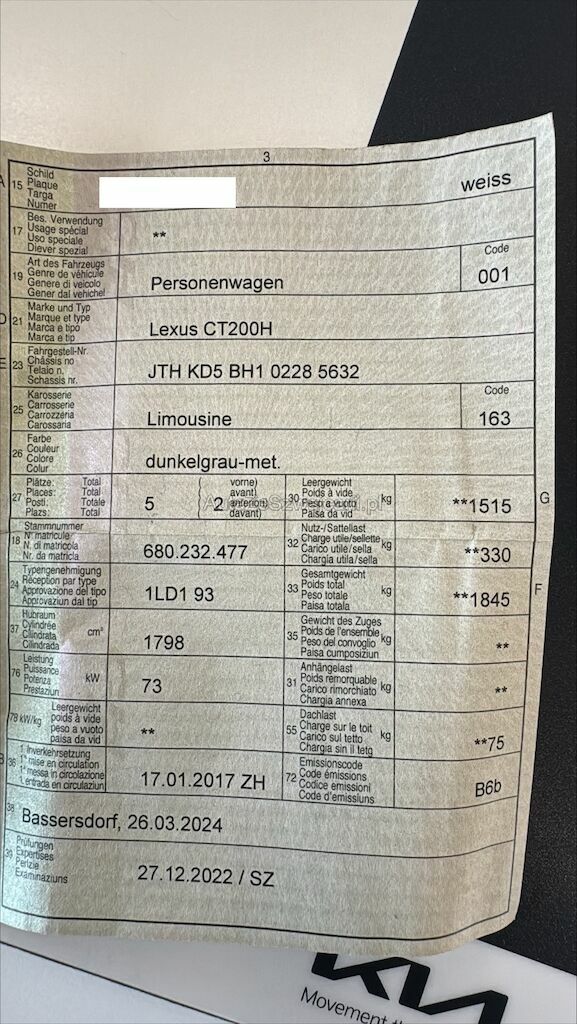 3
A 15 Schild weiss
Plaque
Targa
Numer
17 Bes. Verwendung **
Usage spécial
Uso speciale
Diever spezial
19 Art des Fahrzeugs Personenwagen Code 001
Genre de véhicule
Genere di veicolo
Gener dal vehichel
D 21 Marke und Typ Lexus CT200H
Marque et type
Marca e tipo
Marca e tip
E 23 Fahrgestell-Nr. JTH KD5 BH1 0228 5632
Châssis no
Telaio n.
Schassis nr.
25 Karosserie Limousine Code 163
Carrosserie
Carrozzeria
Carossaria
26 Farbe dunkelgrau-met.
Couleur
Colore
Colur
27 Plätze: Total 5 ( vorne) 2 30 Leergewicht kg **1515 G
Places: Total avant) Poids à vide
Posti: Totale anteriori) Peso a vuoto
Plazs: Total davant) Paisa da vid
18 Stammnummer 680.232.477 32 Nutz-/Sattellast kg **330
N° matricule Charge utile/sellette
N. di matricola Carico utile/sella
Nr. da matricla Chargia utila/sella
24 Typengenehmigung 1LD1 93 33 Gesamtgewicht kg **1845 F
Réception par type Poids total
Approvazione del tipo Peso totale
Approvaziun dal tip Paisa totala
37 Hubraum cm³ 1798 35 Gewicht des Zuges kg **
Cylindrée Poids de l'ensemble
Cilindrata Peso del convoglio
Cilindrada Paisa cumposiziun
76 Leistung kW 73 31 Anhängelast kg **
Puissance Poids remorquable
Potenza Carico rimorchiato
Prestaziun Chargia annexa
78 kW/kg Leergewicht ** 55 Dachlast kg **75
poids à vide Charge sur le toit
peso a vuoto Carico sul tetto
paisa da vid Chargia sin il tetg
B 36 1. Inverkehrsetzung 17.01.2017 ZH 72 Emissionscode B6b
1re mise en circulation Code émissions
1a messa in circolazione Codice emissioni
1. entrada en circulaziun Code d'emissiuns
38 Bassersdorf, 26.03.2024
39 Prüfungen 27.12.2022 / SZ
Expertises
Perizie
Examinaziuns
KIA
Movement th